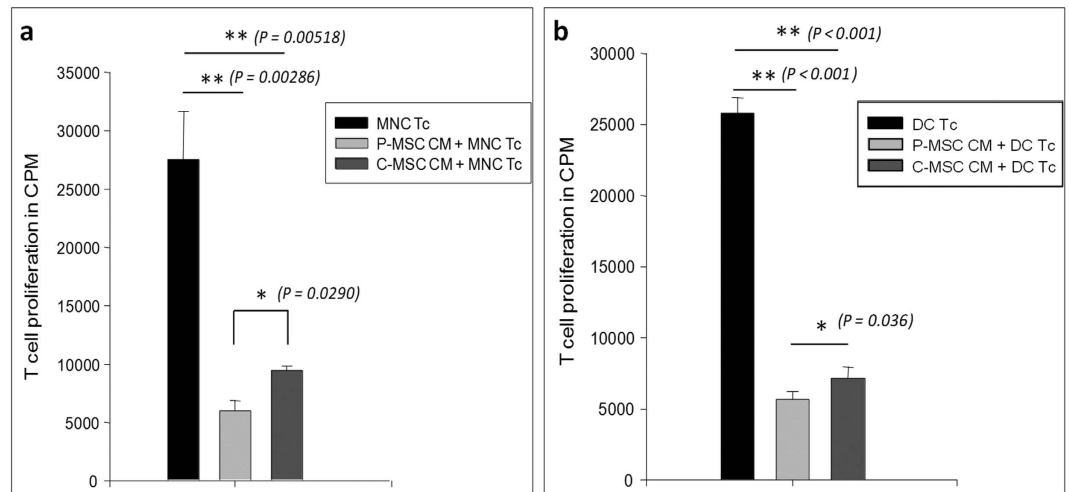 a
** (P = 0.00518)
** (P = 0.00286)
* (P = 0.0290)
T cell proliferation in CPM
35000
30000
25000
20000
15000
10000
5000
0
MNC Tc
P-MSC CM + MNC Tc
C-MSC CM + MNC Tc
b
** (P < 0.001)
** (P < 0.001)
* (P = 0.036)
T cell proliferation in CPM
30000
25000
20000
15000
10000
5000
0
DC Tc
P-MSC CM + DC Tc
C-MSC CM + DC Tc